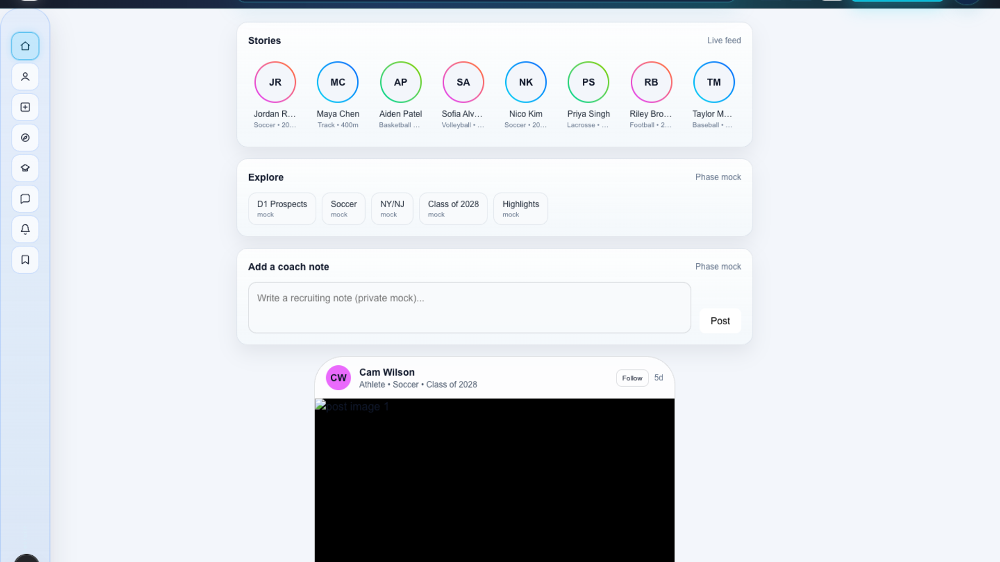 Stories
Live feed
JR
MC
AP
SA
NK
PS
RB
TM
Jordan R...
Maya Chen
Aiden Patel
Sofia Alv...
Nico Kim
Priya Singh
Riley Bro...
Taylor M...
Soccer • 20...
Track • 400m
Basketball ...
Volleyball • ...
Soccer • 20...
Lacrosse • ...
Football • 2...
Baseball • ...
Explore
Phase mock
D1 Prospects
mock
Soccer
mock
NY/NJ
mock
Class of 2028
mock
Highlights
mock
Add a coach note
Phase mock
Write a recruiting note (private mock)...
Post
CW
Cam Wilson
Athlete • Soccer • Class of 2028
Follow
5d
post image 1